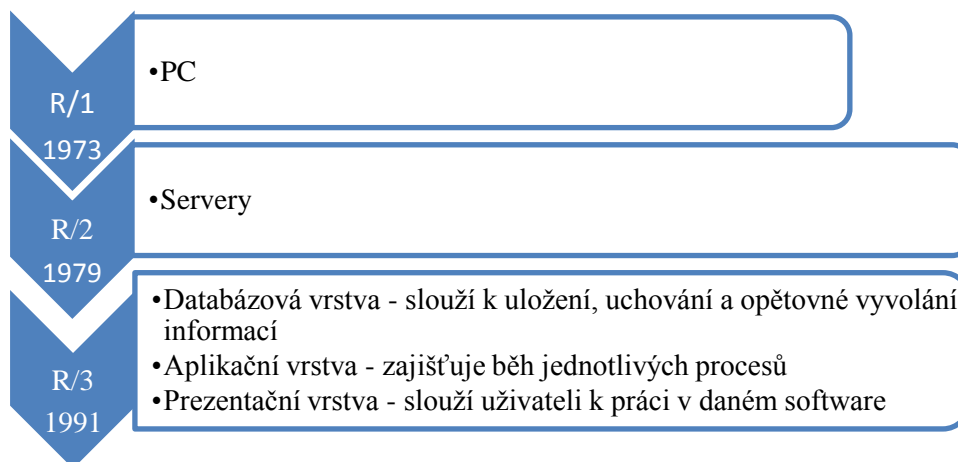 •PC
R/1
1973
•Servery
R/2
1979
•Databázová vrstva - slouží k uložení, uchování a opětovné vyvolání
informací
•Aplikační vrstva - zajišťuje běh jednotlivých procesů
•Prezentační vrstva - slouží uživateli k práci v daném software
R/3
1991